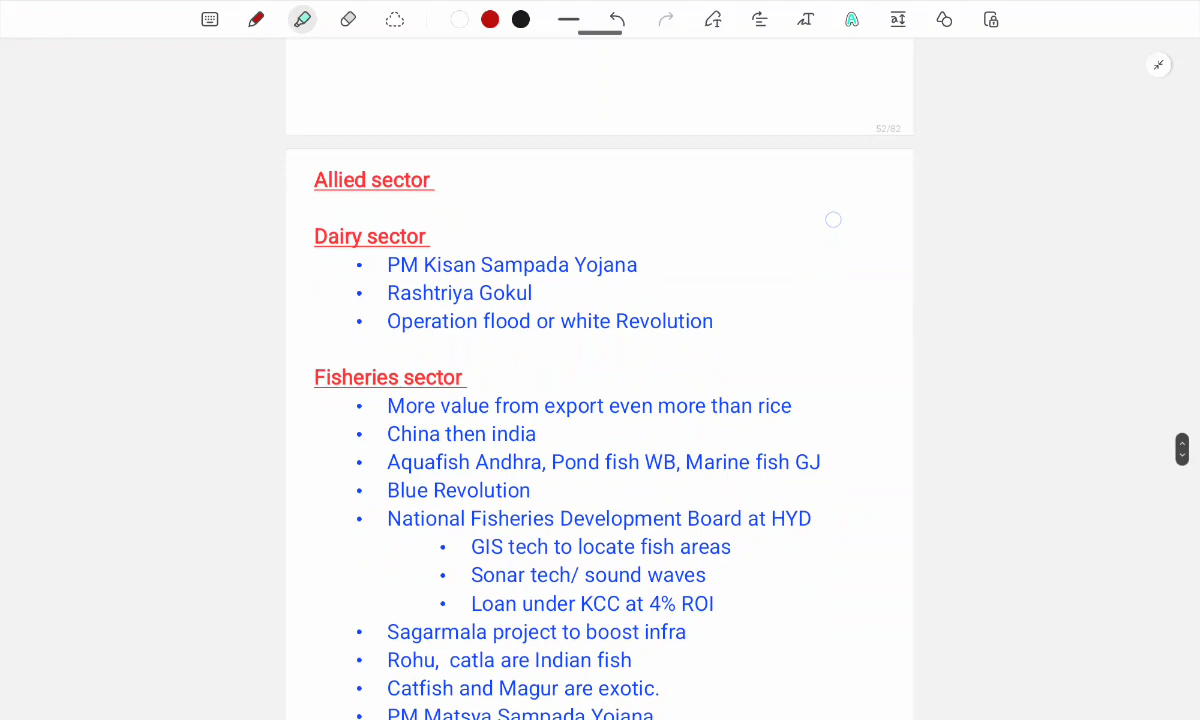 52/82
Allied sector
Dairy sector
• PM Kisan Sampada Yojana
• Rashtriya Gokul
• Operation flood or white Revolution
Fisheries sector
• More value from export even more than rice
• China then india
• Aquafish Andhra, Pond fish WB, Marine fish GJ
• Blue Revolution
• National Fisheries Development Board at HYD
• GIS tech to locate fish areas
• Sonar tech/ sound waves
• Loan under KCC at 4% ROI
• Sagarmala project to boost infra
• Rohu, catla are Indian fish
• Catfish and Magur are exotic.
• PM Matsya Sampada Yojana